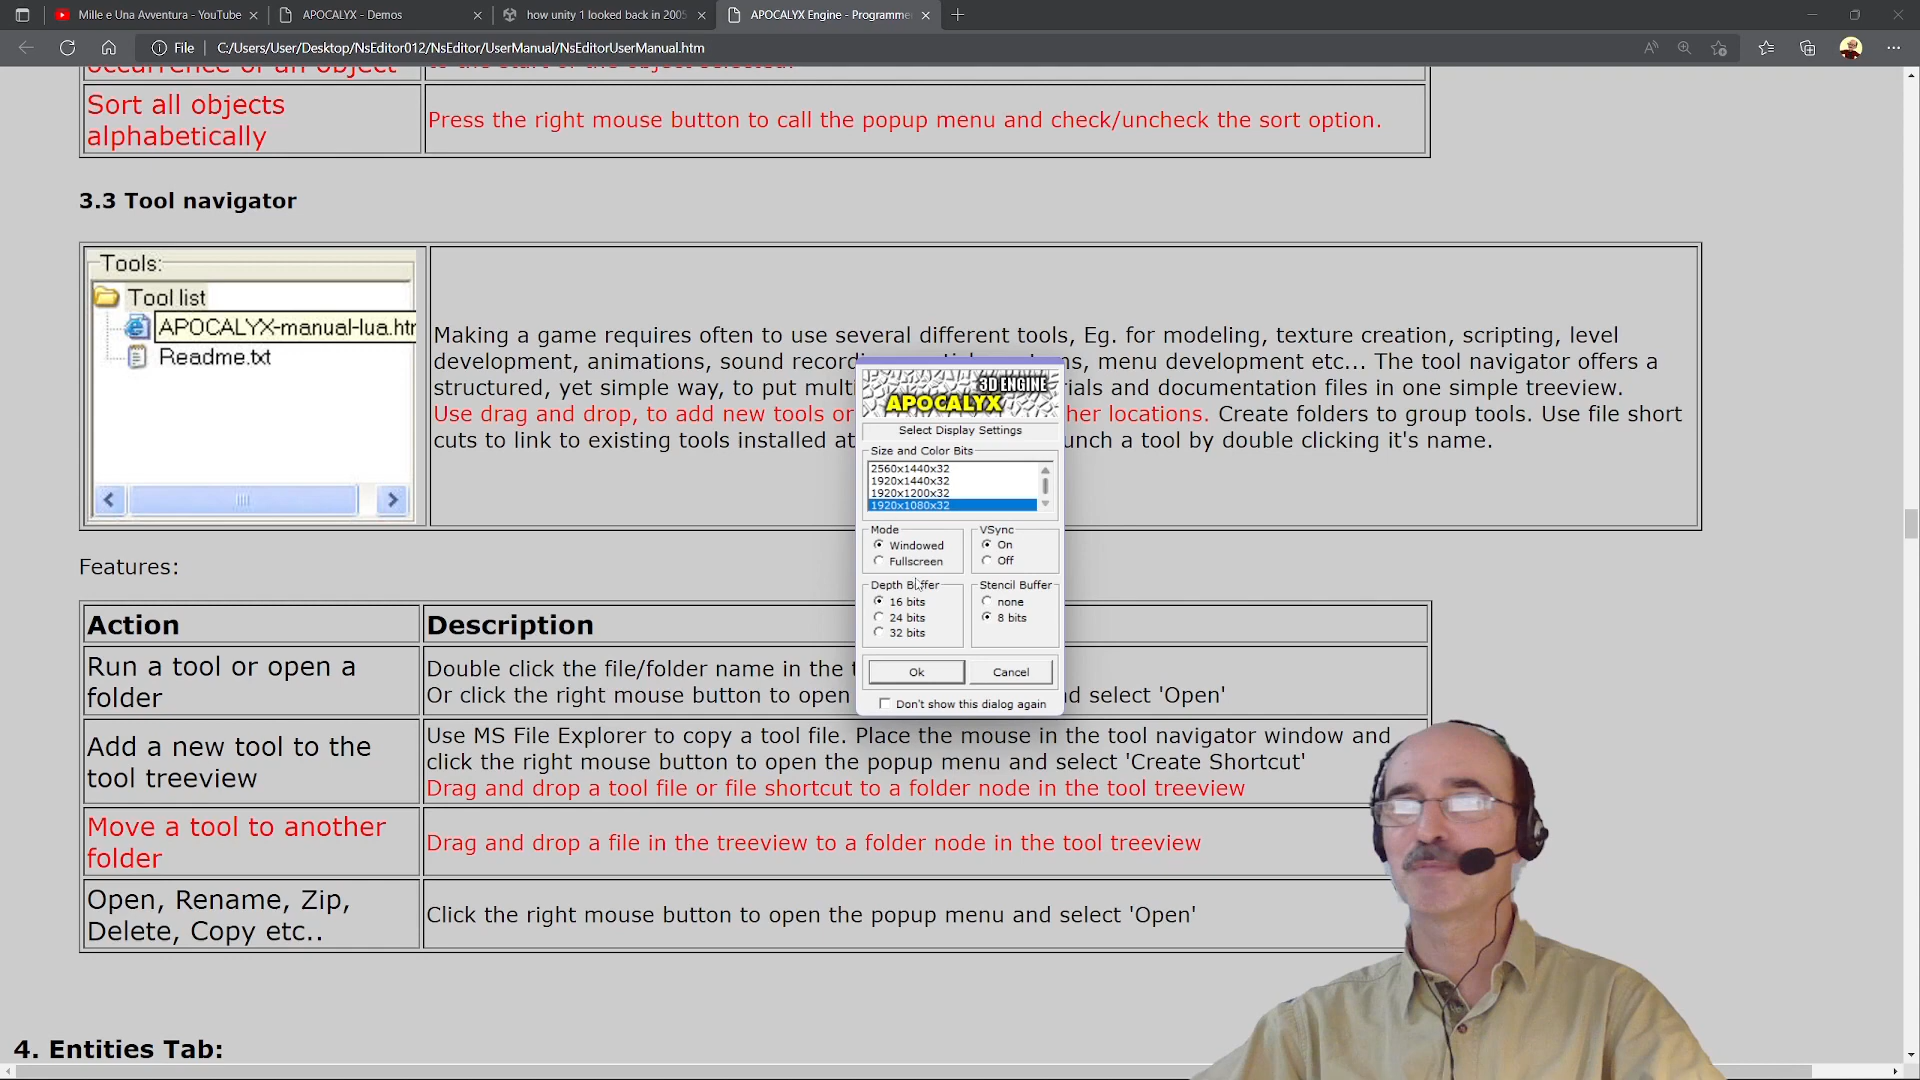 Mille e Una Avventura - YouTube
APOCALYX - Demos
how unity 1 looked back in 2005
APOCALYX Engine - Programme
File
C:/Users/User/Desktop/NsEditor012/NsEditor/UserManual/NsEditorUserManual.htm
occurrence of an object
to the start of the object selected.
Sort all objects
alphabetically
Press the right mouse button to call the popup menu and check/uncheck the sort option.
3.3 Tool navigator
Tools:
Tool list
APOCALYX-manual-lua.htr
Readme.txt
Making a game requires often to use several different tools, Eg. for modeling, texture creation, scripting, level
development, animations, sound record
ns, menu development etc... The tool navigator offers a
structured, yet simple way, to put mult
rials and documentation files in one simple treeview.
Use drag and drop, to add new tools or
her locations. Create folders to group tools. Use file short
cuts to link to existing tools installed at
unch a tool by double clicking it's name.
3D ENGINE
APOCALYX
Select Display Settings
Size and Color Bits
2560x1440x32
1920x1440x32
1920x1200x32
1920x1080x32
Mode
Windowed
Fullscreen
VSync
On
Off
Depth Buffer
16 bits
24 bits
32 bits
Stencil Buffer
none
8 bits
Ok
Cancel
Don't show this dialog again
Features:
Action
Description
Run a tool or open a
folder
Double click the file/folder name in the
Or click the right mouse button to open
d select 'Open'
Add a new tool to the
tool treeview
Use MS File Explorer to copy a tool file. Place the mouse in the tool navigator window and
click the right mouse button to open the popup menu and select 'Create Shortcut'
Drag and drop a tool file or file shortcut to a folder node in the tool treeview
Move a tool to another
folder
Drag and drop a file in the treeview to a folder node in the tool treeview
Open, Rename, Zip,
Delete, Copy etc..
Click the right mouse button to open the popup menu and select 'Open'
4. Entities Tab: